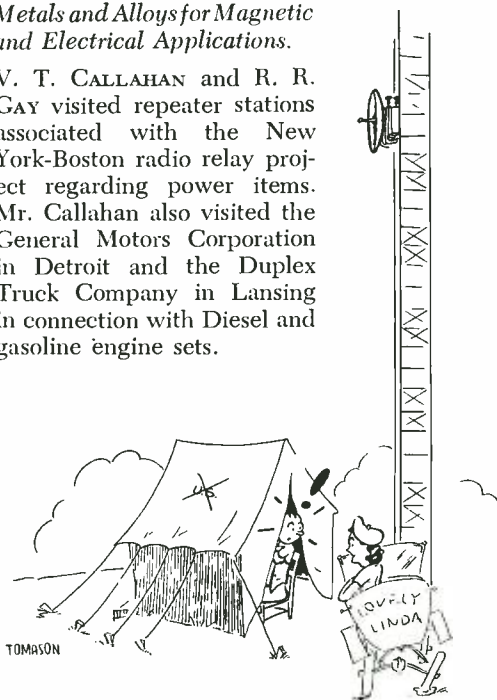 Metals and Alloys for Magnetic
and Electrical Applications.
V. T. CALLAHAN and R. R.
GAY visited repeater stations
associated with the New
York-Boston radio relay proj-
ect regarding power items.
Mr. Callahan also visited the
General Motors Corporation
in Detroit and the Duplex
Truck Company in Lansing
in connection with Diesel and
gasoline engine sets.
U.S.
LOVELY
LINDA
TOMASON